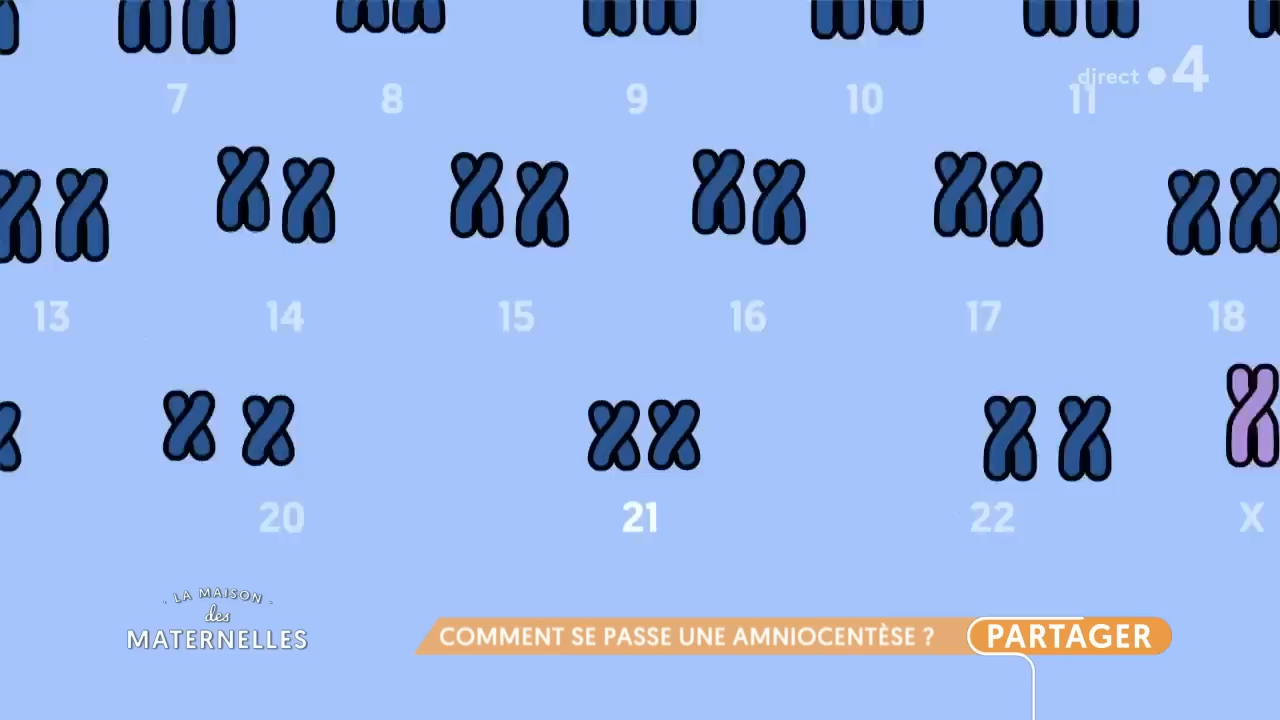 direct 4
7 8 9 10 11
13 14 15 16 17 18
20 21 22 X
LA MAISON
des
MATERNELLES
COMMENT SE PASSE UNE AMNIOCENTÈSE ? PARTAGER